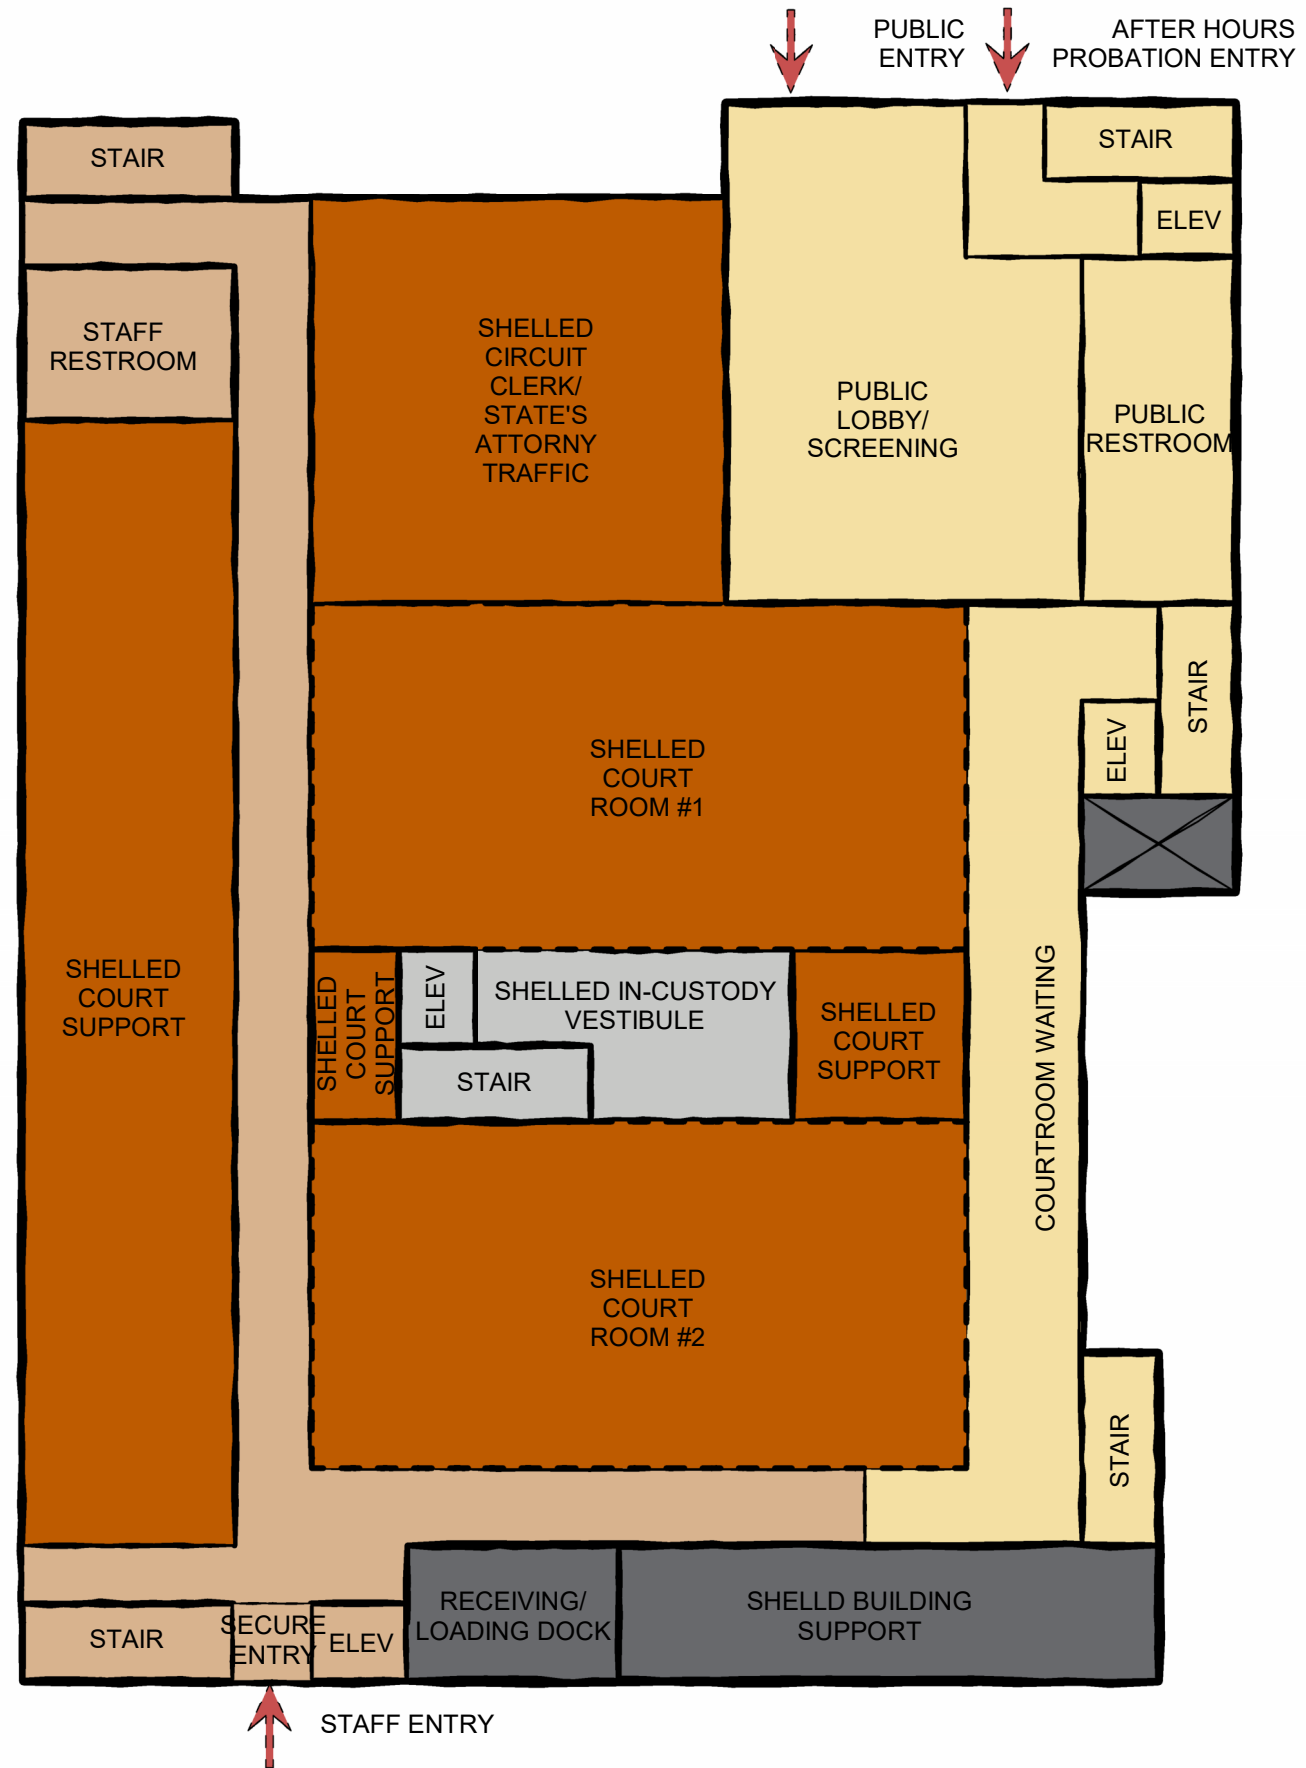 PUBLIC
ENTRY
AFTER HOURS
PROBATION ENTRY
STAIR
STAIR
ELEV
STAFF
RESTROOM
SHELLED
CIRCUIT
CLERK/
STATE'S
ATTORNY
TRAFFIC
PUBLIC
LOBBY/
SCREENING
PUBLIC
RESTROOM
STAIR
ELEV
SHELLED
COURT
ROOM #1
SHELLED
COURT
SUPPORT
SHELLED
COURT
SUPPORT
ELEV
SHELLED IN-CUSTODY
VESTIBULE
STAIR
SHELLED
COURT
SUPPORT
COURTROOM WAITING
SHELLED
COURT
ROOM #2
STAIR
STAIR
SECURE
ENTRY
ELEV
RECEIVING/
LOADING DOCK
SHELLD BUILDING
SUPPORT
STAFF ENTRY